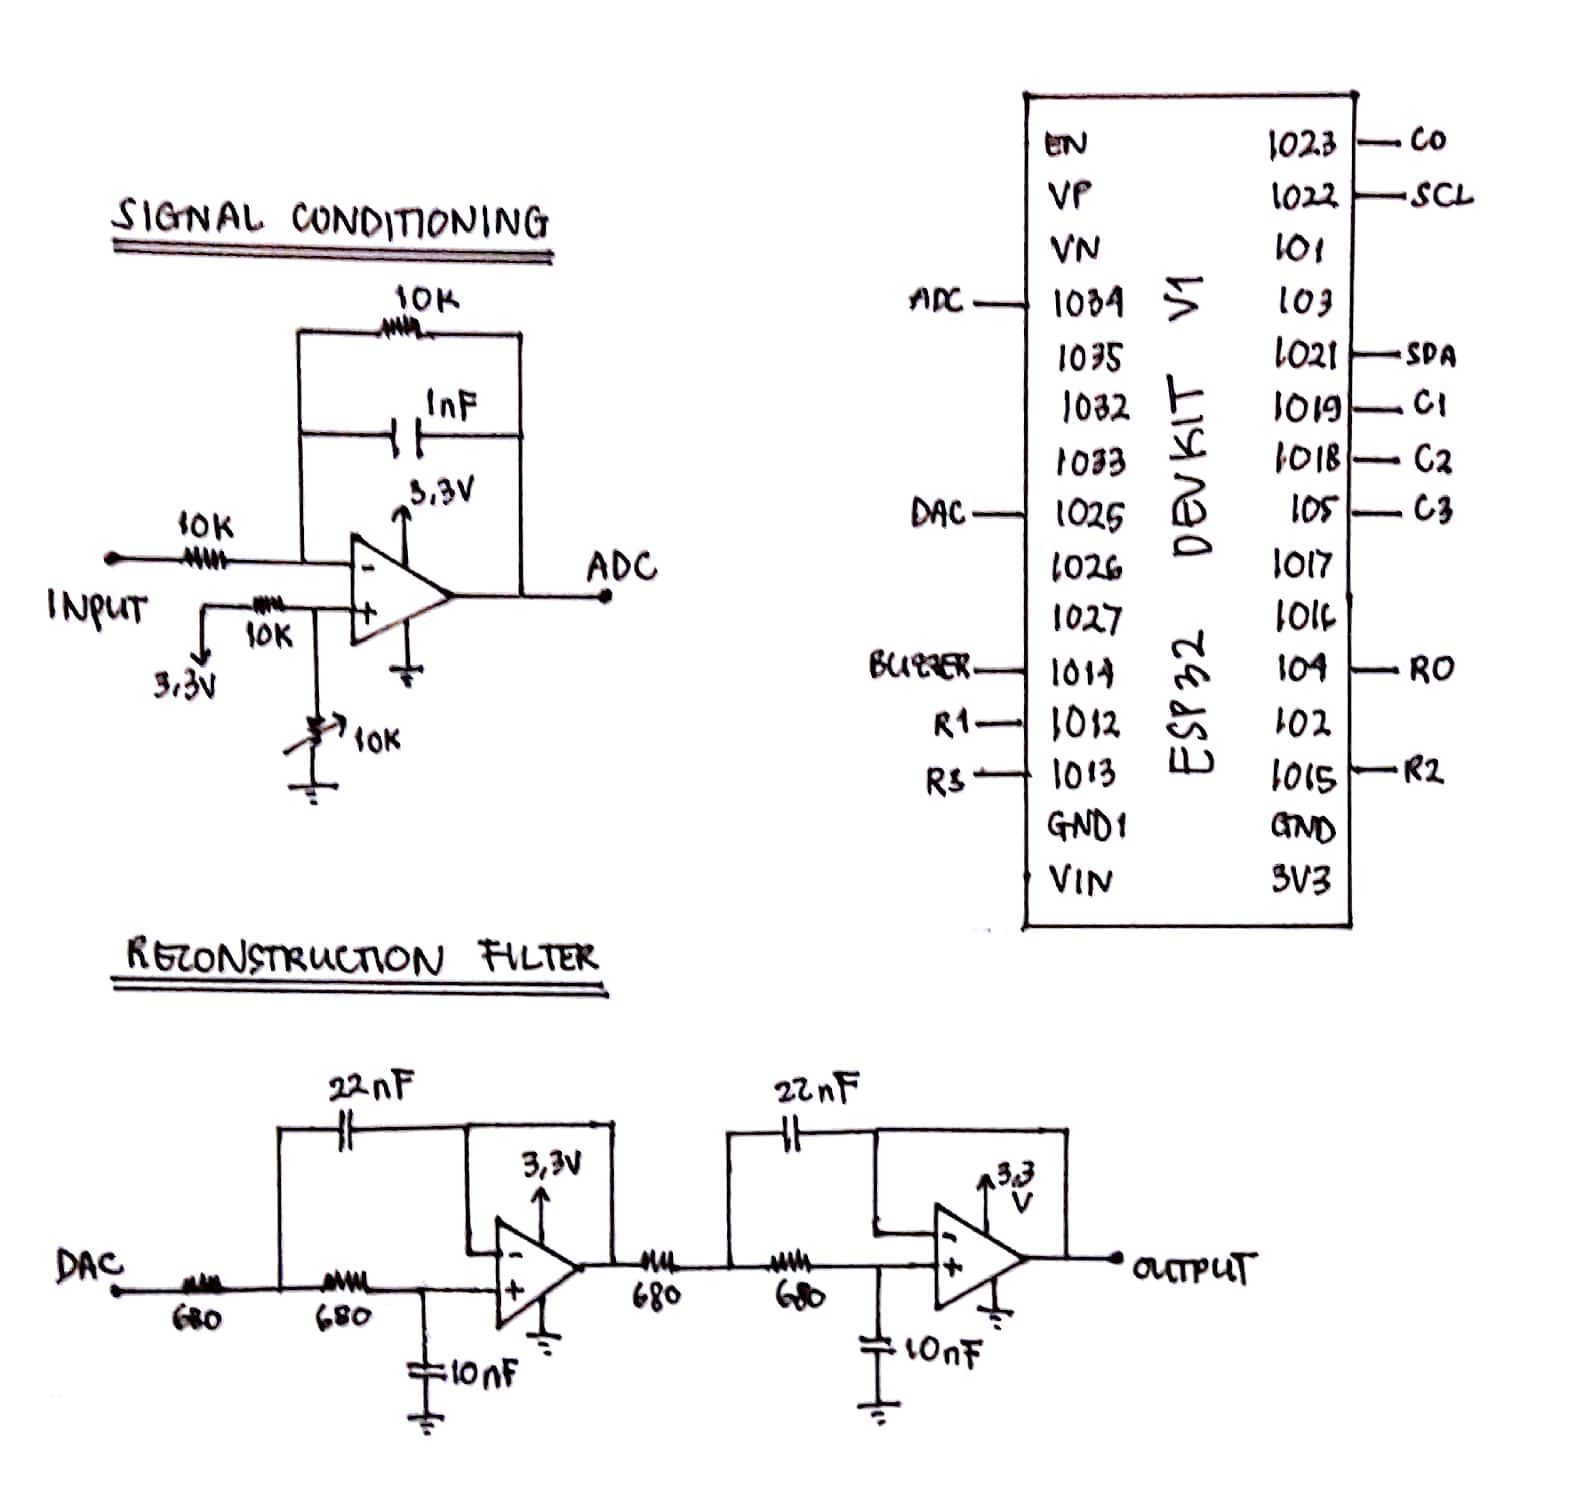 SIGNAL CONDITIONING
10K
1nF
3,3V
10K
-
+
ADC
INPUT
10K
3,3V
10K
ESP32 DEVKIT V1
EN
VP
VN
ADC IO34
IO35
IO32
IO33
DAC IO25
IO26
IO27
BUZZER IO14
R1 IO12
R3 IO13
GND1
VIN
IO23 C0
IO22 SCL
IO1
IO3
IO21 SDA
IO19 C1
IO18 C2
IO5 C3
IO17
IO16
IO4 R0
IO2
IO15 R2
GND
3V3
RECONSTRUCTION FILTER
22nF
3,3V
-
+
DAC
680
680
10nF
22nF
3,3
V
-
+
680
680
10nF
OUTPUT